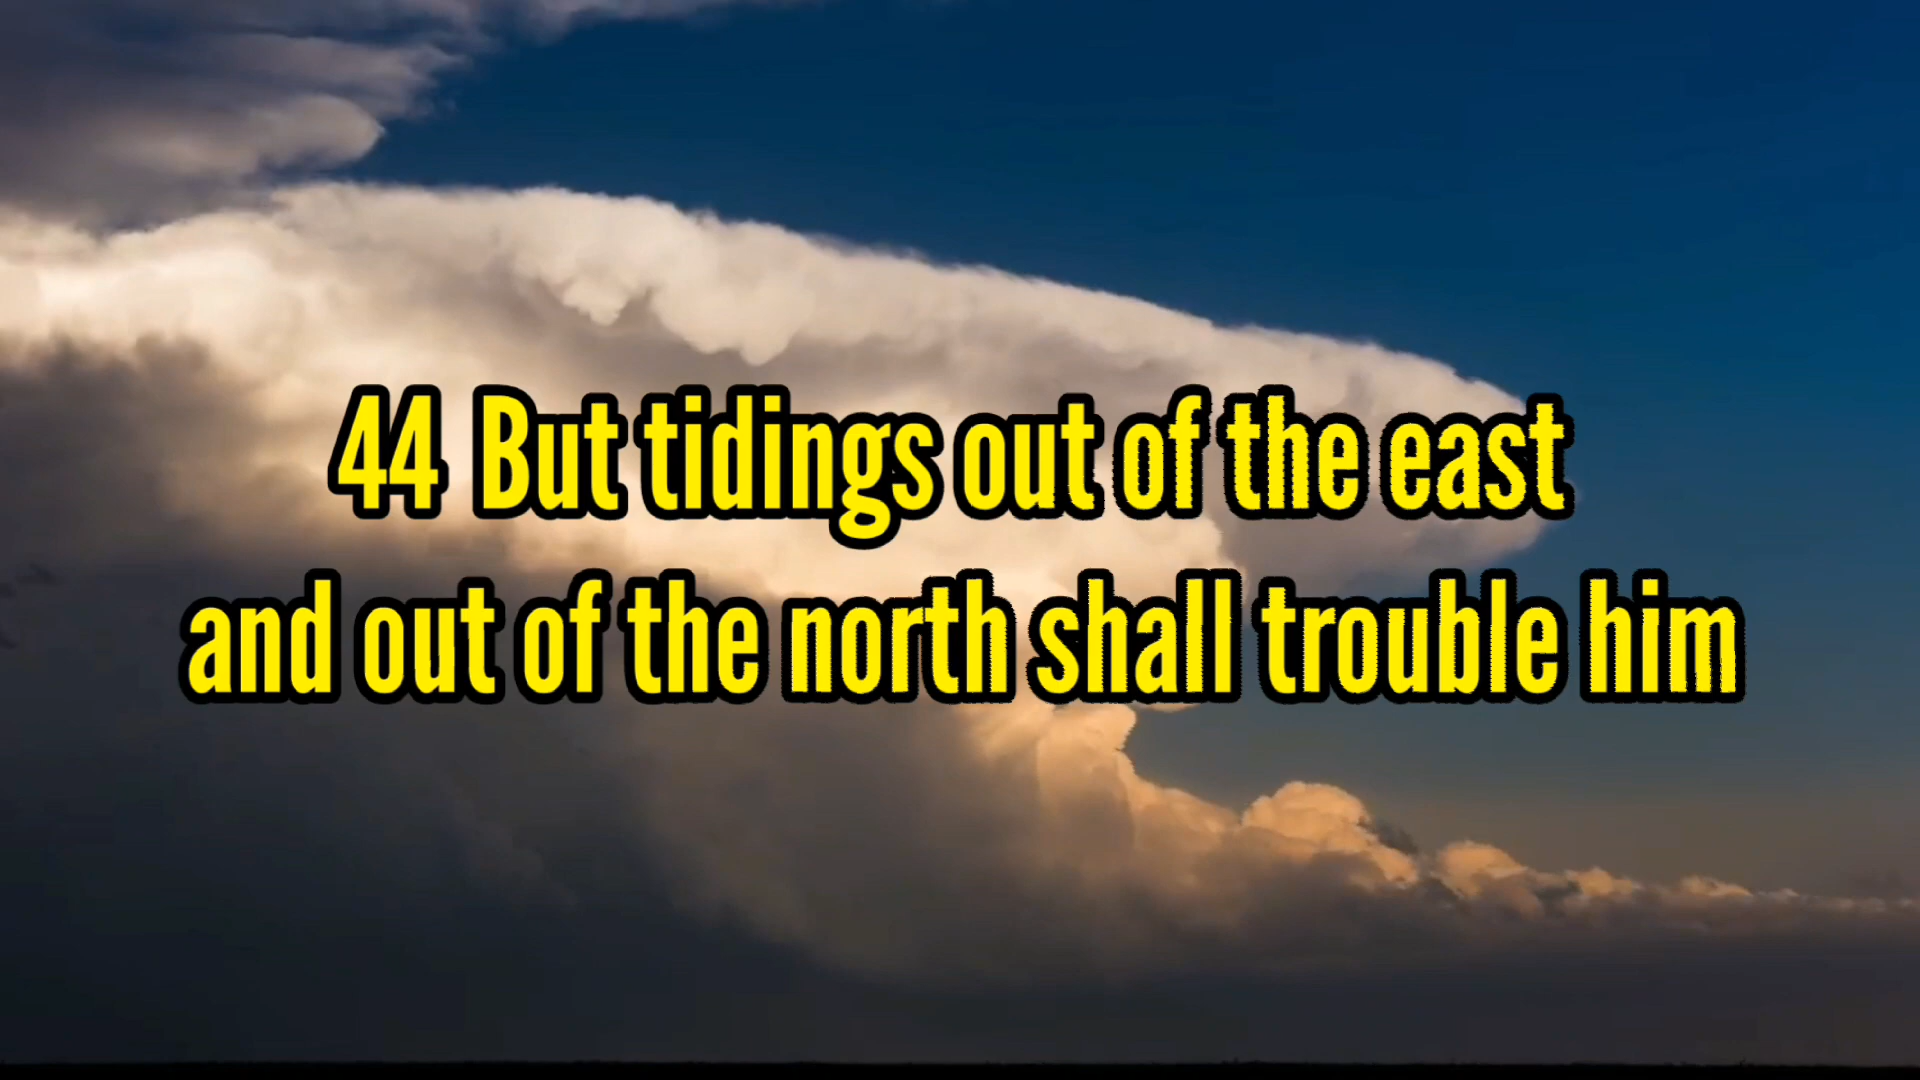 44 But tidings out of the east
and out of the north shall trouble him